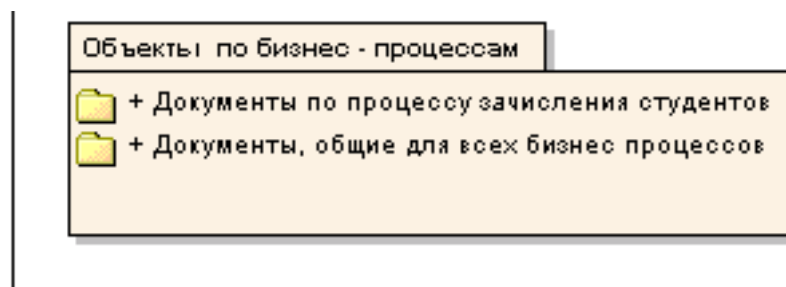 Объекты по бизнес - процессам
+ Документы по процессу зачисления студентов
+ Документы, общие для всех бизнес процессов